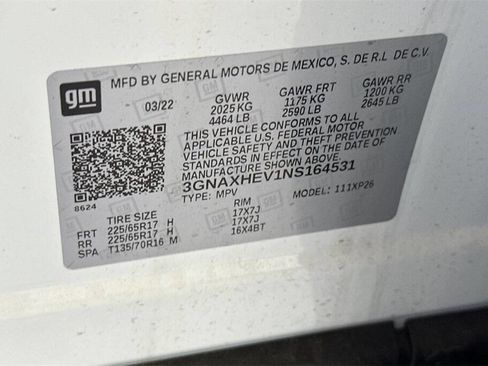 gm
MFD BY GENERAL MOTORS DE MEXICO, S. DE R.L. DE C.V.
03/22
GVWR GAWR FRT GAWR RR
2025 KG 1175 KG 1200 KG
4464 LB 2590 LB 2645 LB
THIS VEHICLE CONFORMS TO ALL
APPLICABLE U.S. FEDERAL MOTOR
VEHICLE SAFETY AND THEFT PREVENTION
STANDARDS IN EFFECT ON THE DATE OF
MANUFACTURE SHOWN ABOVE.
3GNAXHEV1NS164531
TYPE: MPV MODEL: 111XP26
8624
TIRE SIZE RIM
FRT 225/65R17 H 17X7J
RR 225/65R17 H 17X7J
SPA T135/70R16 M 16X4BT